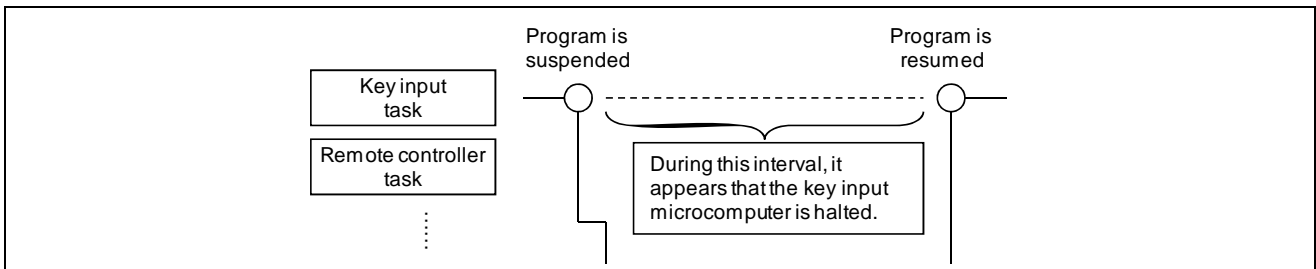 Program is
suspended
Program is
resumed
Key input
task
Remote controller
task
During this interval, it
appears that the key input
microcomputer is halted.